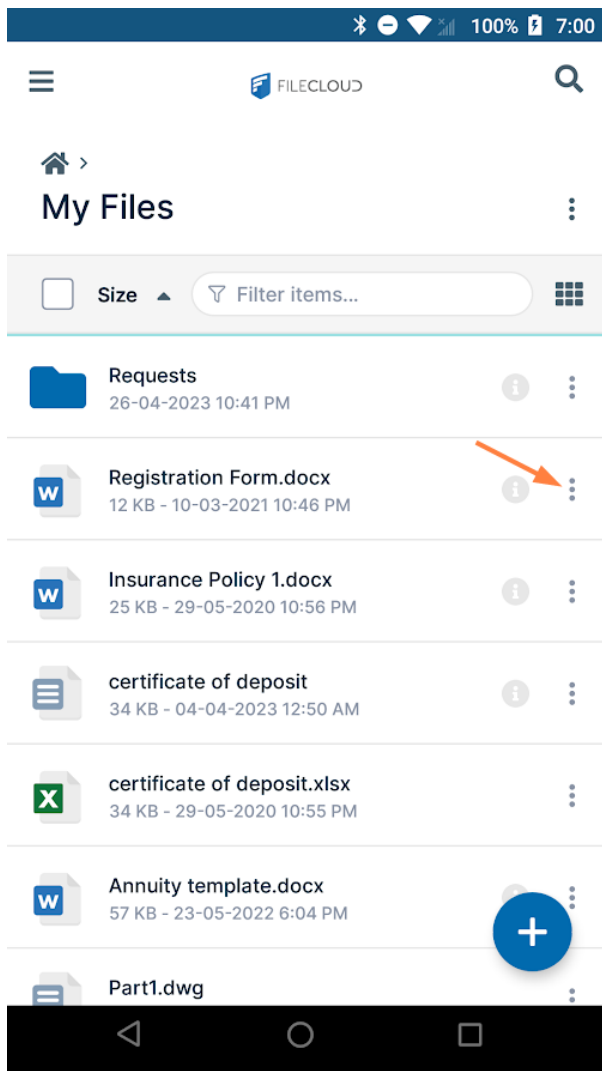 100% 7:00
FILECLOUD
My Files
Size Filter items...
Requests
26-04-2023 10:41 PM
Registration Form.docx
12 KB - 10-03-2021 10:46 PM
Insurance Policy 1.docx
25 KB - 29-05-2020 10:56 PM
certificate of deposit
34 KB - 04-04-2023 12:50 AM
certificate of deposit.xlsx
34 KB - 29-05-2020 10:55 PM
Annuity template.docx
57 KB - 23-05-2022 6:04 PM
Part1.dwg